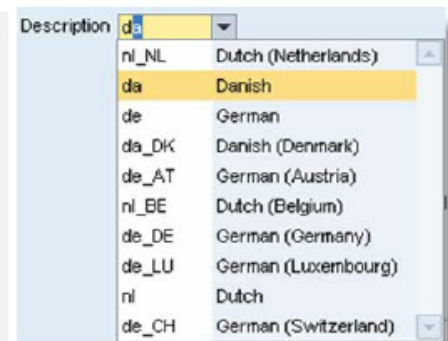 Description da
nl_NL Dutch (Netherlands)
da Danish
de German
da_DK Danish (Denmark)
de_AT German (Austria)
nl_BE Dutch (Belgium)
de_DE German (Germany)
de_LU German (Luxembourg)
nl Dutch
de_CH German (Switzerland)